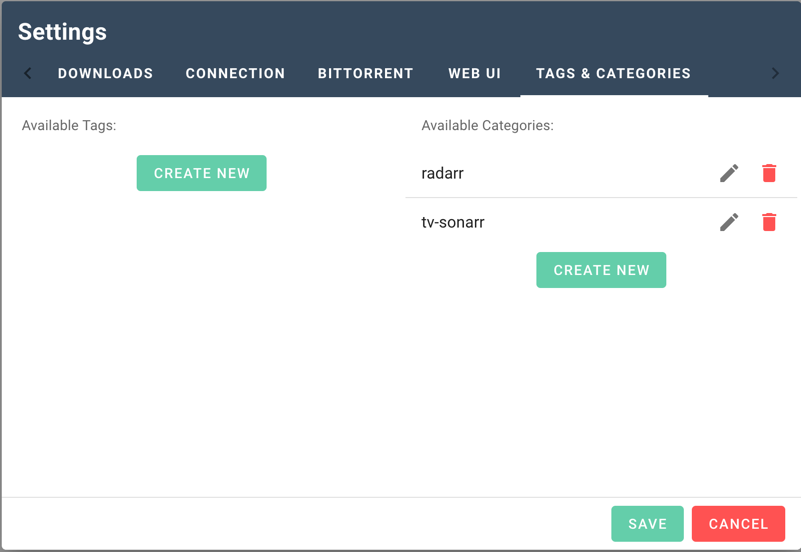 Settings
DOWNLOADS CONNECTION BITTORRENT WEB UI TAGS & CATEGORIES
Available Tags:
CREATE NEW
Available Categories:
radarr
tv-sonarr
CREATE NEW
SAVE CANCEL